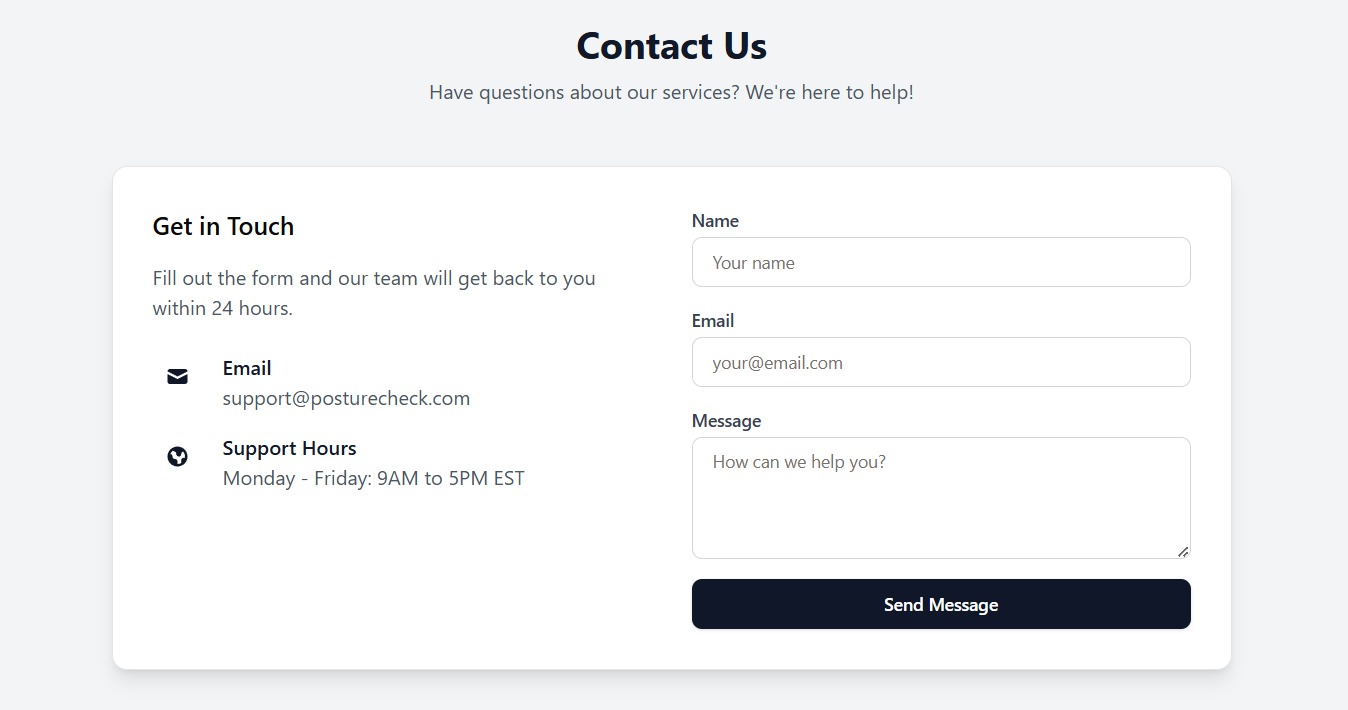 Contact Us
Have questions about our services? We're here to help!
Get in Touch
Fill out the form and our team will get back to you
within 24 hours.
Email
support@posturecheck.com
Support Hours
Monday - Friday: 9AM to 5PM EST
Name
Your name
Email
your@email.com
Message
How can we help you?
Send Message